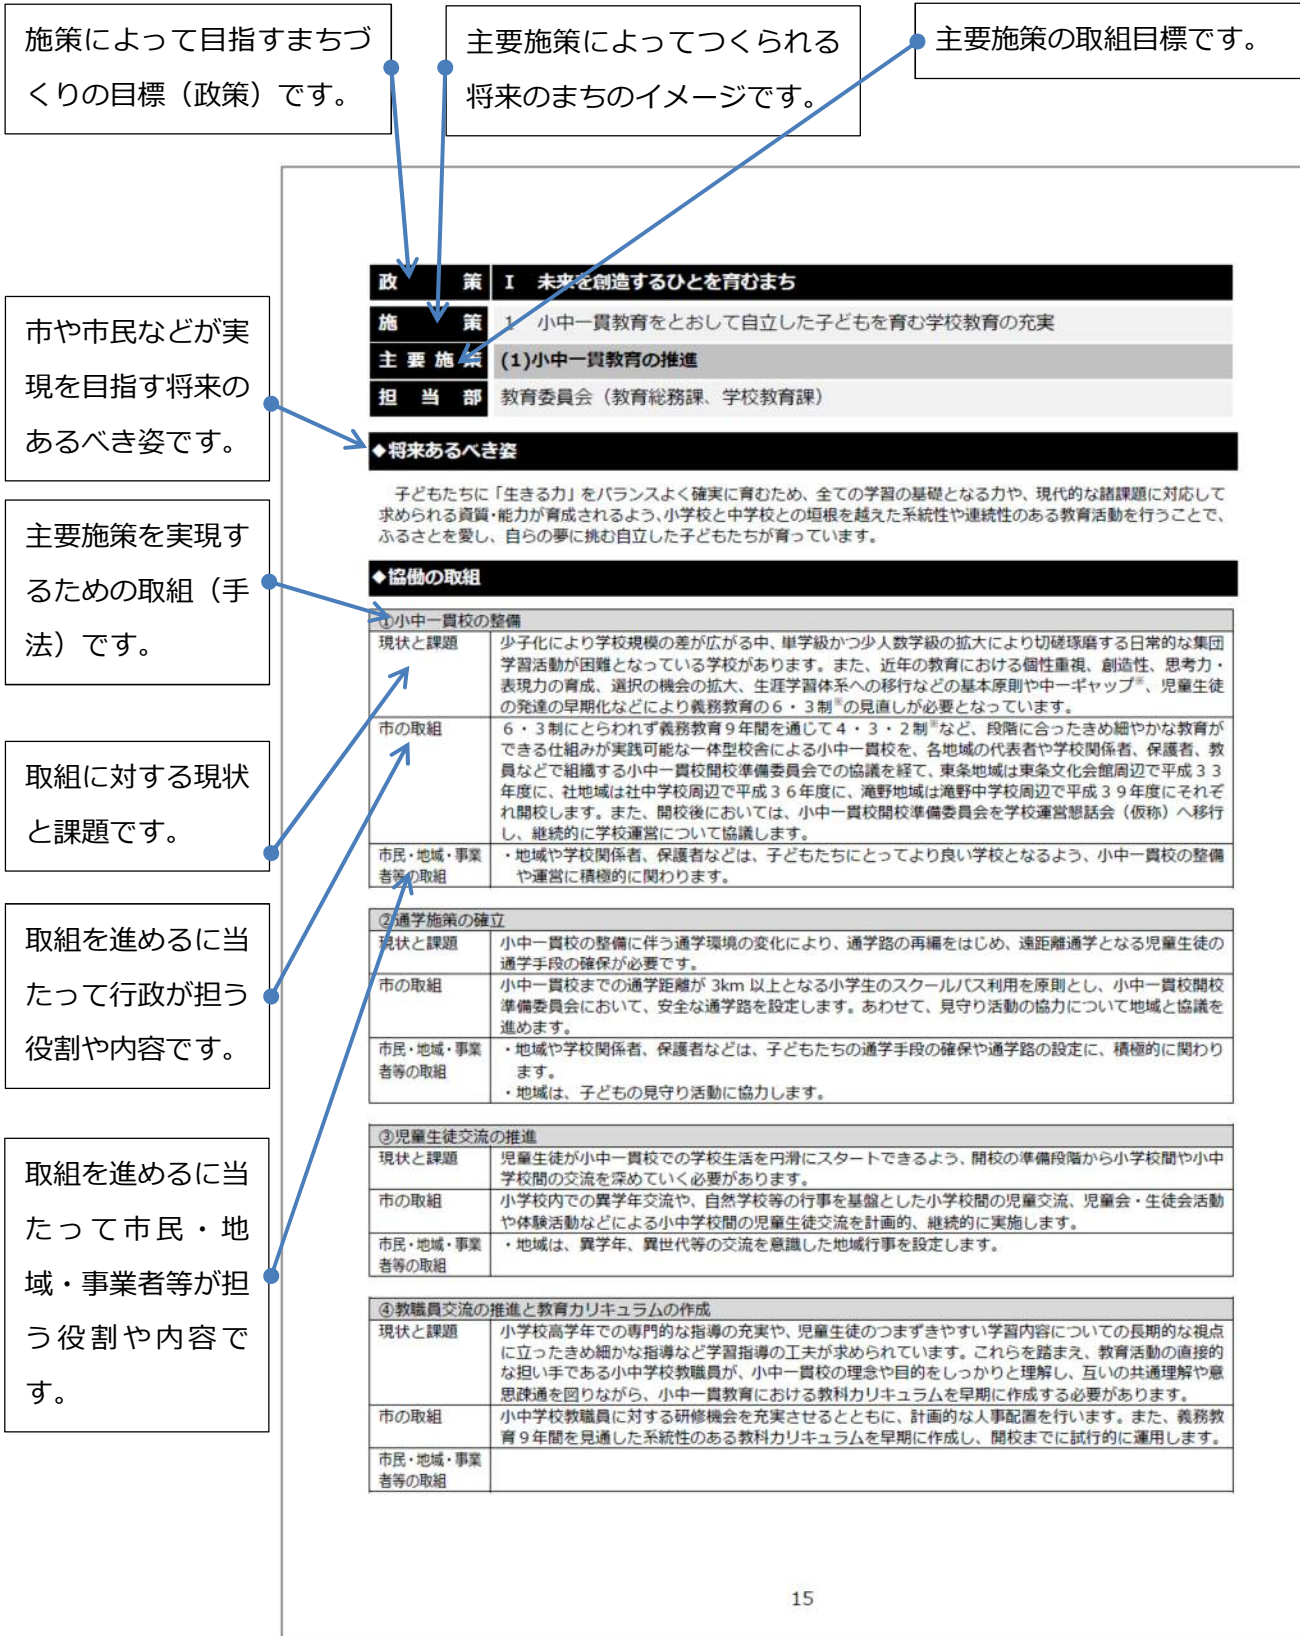 施策によって目指すまちづ
くりの目標（政策）です。
主要施策によってつくられる
将来のまちのイメージです。
主要施策の取組目標です。
市や市民などが実
現を目指す将来の
あるべき姿です。
主要施策を実現す
るための取組（手
法）です。
取組に対する現状
と課題です。
取組を進めるに当
たって行政が担う
役割や内容です。
取組を進めるに当
たって市民・地
域・事業者等が担
う役割や内容で
す。
政　　策　Ⅰ　未来を創造するひとを育むまち
施　　策　1　小中一貫教育をとおして自立した子どもを育む学校教育の充実
主要施策　(1)小中一貫教育の推進
担 当 部　教育委員会（教育総務課、学校教育課）
◆将来あるべき姿
子どもたちに「生きる力」をバランスよく確実に育むため、全ての学習の基礎となる力や、現代的な諸課題に対応して
求められる資質・能力が育成されるよう、小学校と中学校との垣根を越えた系統性や連続性のある教育活動を行うことで、
ふるさとを愛し、自らの夢に挑む自立した子どもたちが育っています。
◆協働の取組
①小中一貫校の整備
現状と課題　少子化により学校規模の差が広がる中、単学級かつ少人数学級の拡大により切磋琢磨する日常的な集団
学習活動が困難となっている学校があります。また、近年の教育における個性重視、創造性、思考力・
表現力の育成、選択の機会の拡大、生涯学習体系への移行などの基本原則や中一ギャップ※、児童生徒
の発達の早期化などにより義務教育の６・３制※の見直しが必要となっています。
市の取組　６・３制にとらわれず義務教育９年間を通じて４・３・２制※など、段階に合ったきめ細やかな教育が
できる仕組みが実践可能な一体型校舎による小中一貫校を、各地域の代表者や学校関係者、保護者、教
員などで組織する小中一貫校開校準備委員会での協議を経て、東条地域は東条文化会館周辺で平成３３
年度に、社地域は社中学校周辺で平成３６年度に、滝野地域は滝野中学校周辺で平成３９年度にそれぞ
れ開校します。また、開校後においては、小中一貫校開校準備委員会を学校運営懇話会（仮称）へ移行
し、継続的に学校運営について協議します。
市民・地域・事業　・地域や学校関係者、保護者などは、子どもたちにとってより良い学校となるよう、小中一貫校の整備
者等の取組　や運営に積極的に関わります。
②通学施策の確立
現状と課題　小中一貫校の整備に伴う通学環境の変化により、通学路の再編をはじめ、遠距離通学となる児童生徒の
通学手段の確保が必要です。
市の取組　小中一貫校までの通学距離が 3km 以上となる小学生のスクールバス利用を原則とし、小中一貫校開校
準備委員会において、安全な通学路を設定します。あわせて、見守り活動の協力について地域と協議を
進めます。
市民・地域・事業　・地域や学校関係者、保護者などは、子どもたちの通学手段の確保や通学路の設定に、積極的に関わり
者等の取組　ます。
・地域は、子どもの見守り活動に協力します。
③児童生徒交流の推進
現状と課題　児童生徒が小中一貫校での学校生活を円滑にスタートできるよう、開校の準備段階から小学校間や小中
学校間の交流を深めていく必要があります。
市の取組　小学校内での異学年交流や、自然学校等の行事を基盤とした小学校間の児童交流、児童会・生徒会活動
や体験活動などによる小中学校間の児童生徒交流を計画的、継続的に実施します。
市民・地域・事業　・地域は、異学年、異世代等の交流を意識した地域行事を設定します。
者等の取組
④教職員交流の推進と教育カリキュラムの作成
現状と課題　小学校高学年での専門的な指導の充実や、児童生徒のつまずきやすい学習内容についての長期的な視点
に立ったきめ細かな指導など学習指導の工夫が求められています。これらを踏まえ、教育活動の直接的
な担い手である小中学校教職員が、小中一貫校の理念や目的をしっかりと理解し、互いの共通理解や意
思疎通を図りながら、小中一貫教育における教科カリキュラムを早期に作成する必要があります。
市の取組　小中学校教職員に対する研修機会を充実させるとともに、計画的な人事配置を行います。また、義務教
育９年間を見通した系統性のある教科カリキュラムを早期に作成し、開校までに試行的に運用します。
市民・地域・事業
者等の取組
15